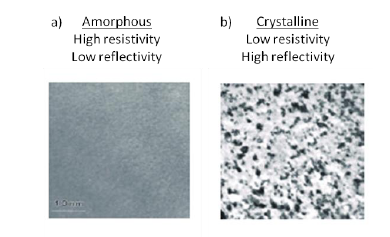 a) Amorphous
High resistivity
Low reflectivity
b) Crystalline
Low resistivity
High reflectivity